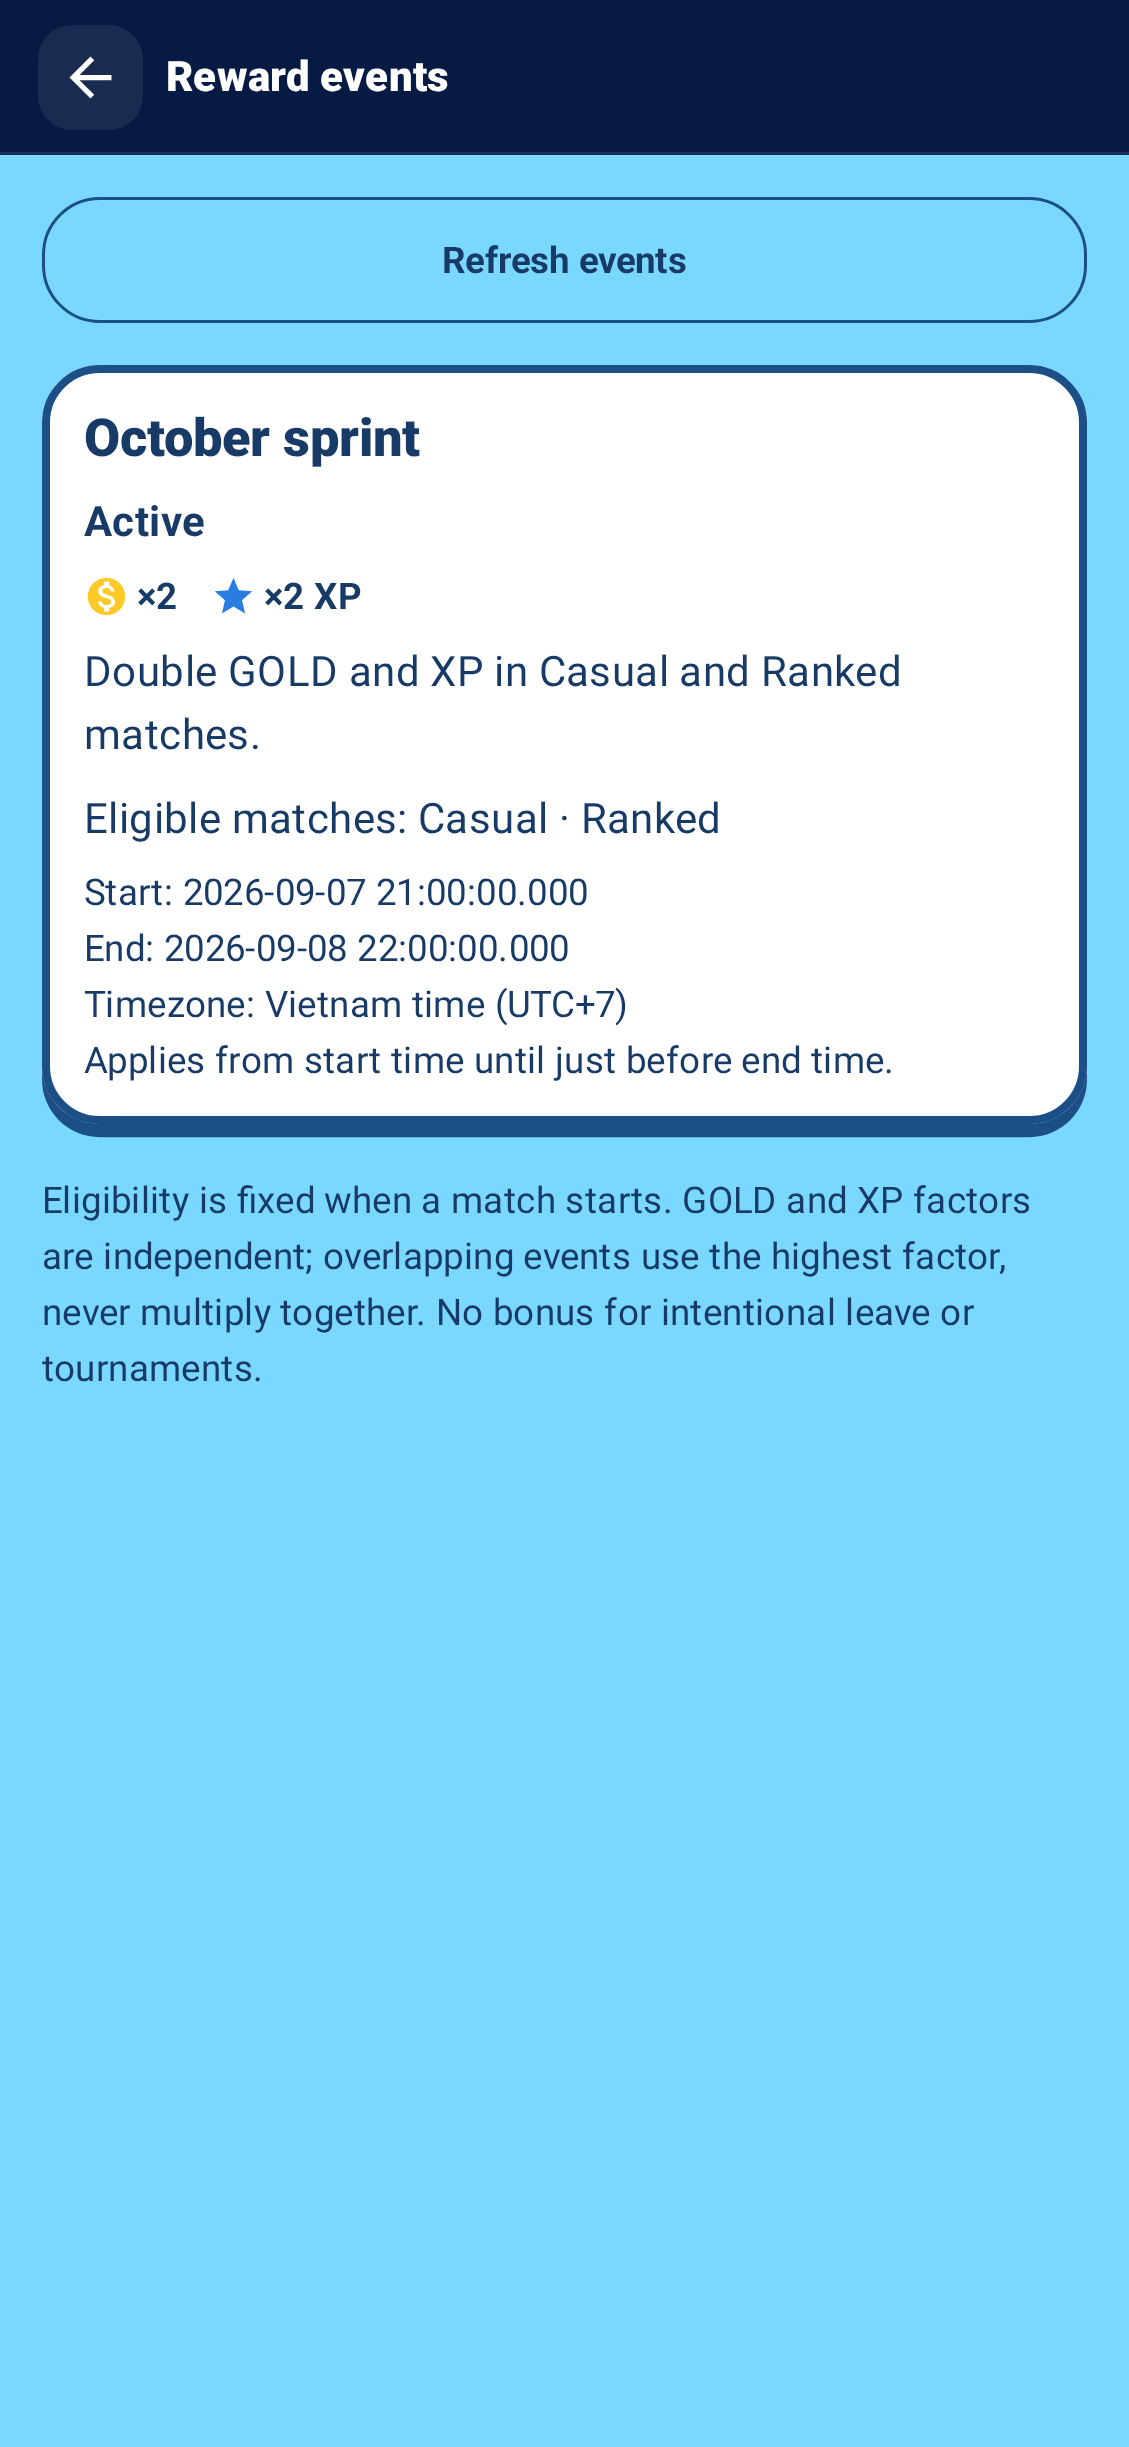 Reward events
Refresh events
October sprint
Active
×2 ×2 XP
Double GOLD and XP in Casual and Ranked
matches.
Eligible matches: Casual · Ranked
Start: 2026-09-07 21:00:00.000
End: 2026-09-08 22:00:00.000
Timezone: Vietnam time (UTC+7)
Applies from start time until just before end time.
Eligibility is fixed when a match starts. GOLD and XP factors
are independent; overlapping events use the highest factor,
never multiply together. No bonus for intentional leave or
tournaments.